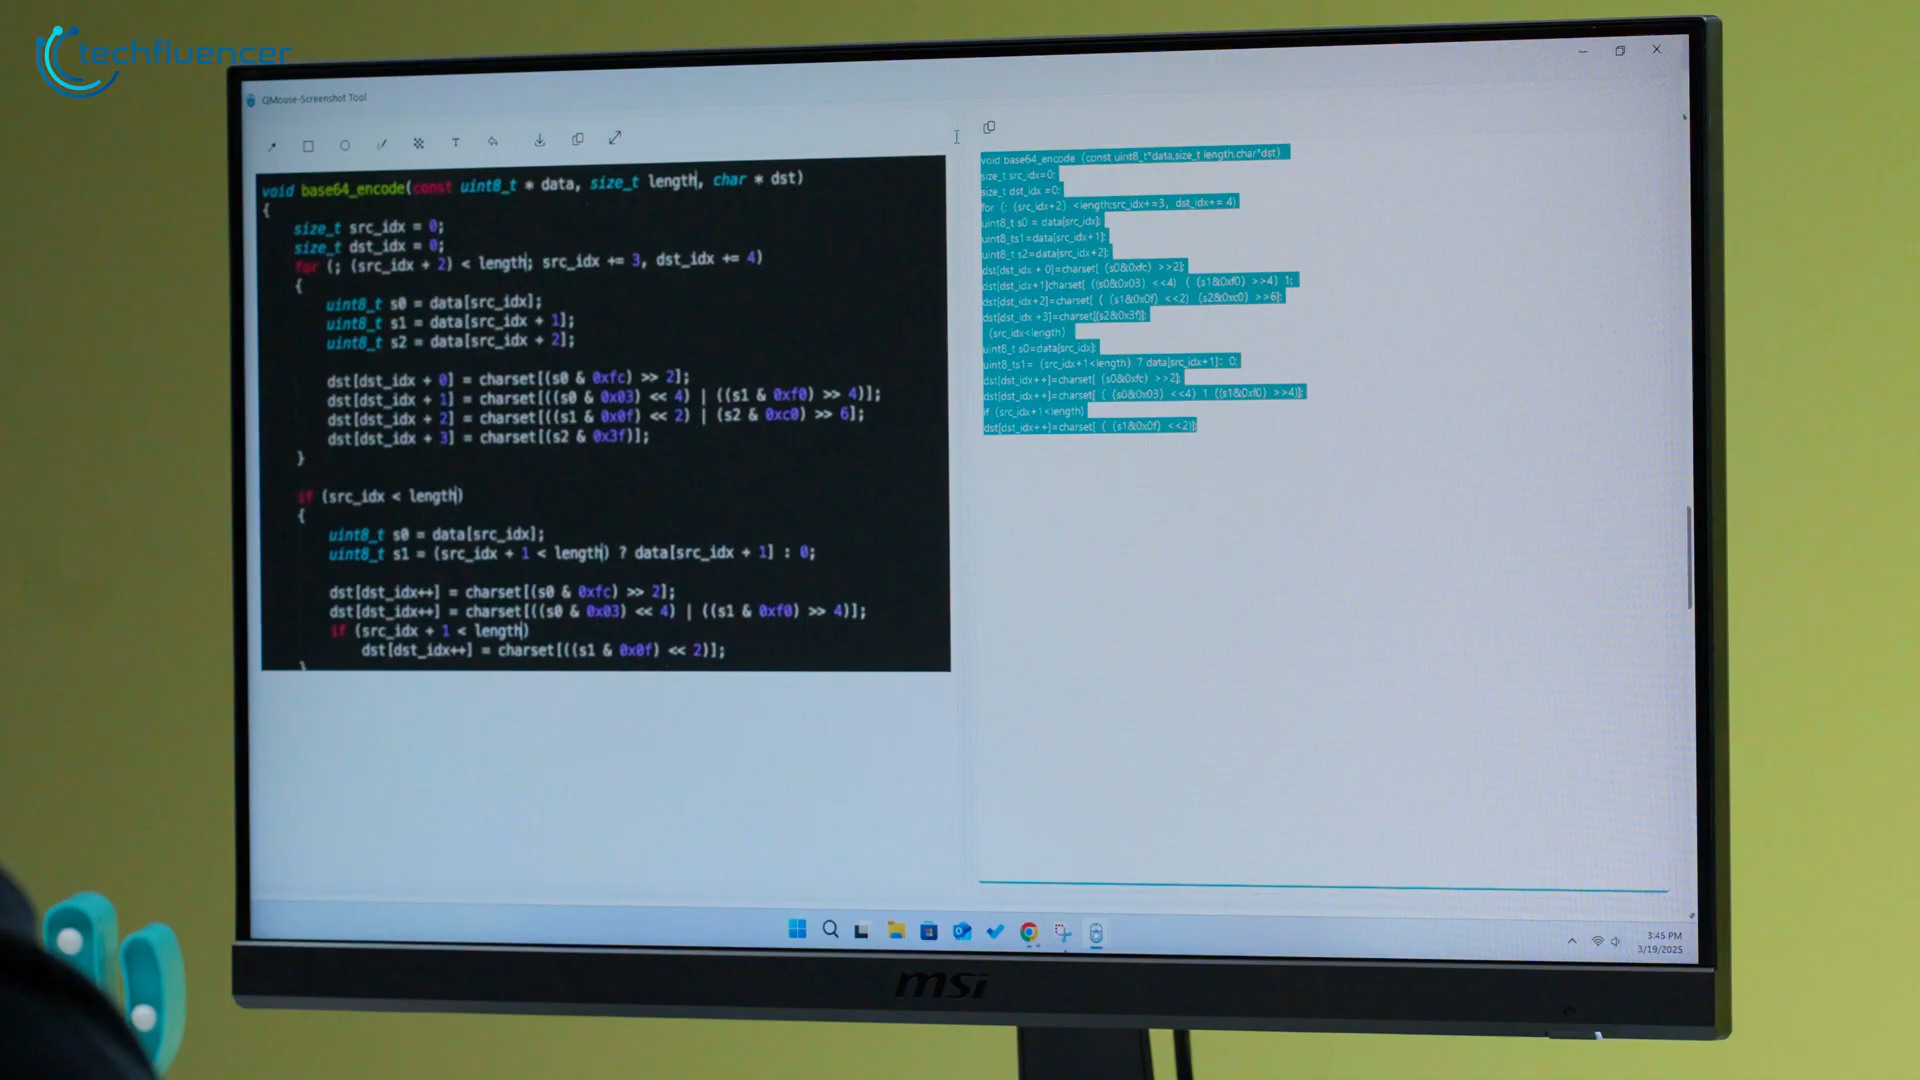 techfluencer
QMouse-Screenshot Tool
void base64_encode(const uint8_t * data, size_t length, char * dst)
{
size_t src_idx = 0;
size_t dst_idx = 0;
for (; (src_idx + 2) < length; src_idx += 3, dst_idx += 4)
{
uint8_t s0 = data[src_idx];
uint8_t s1 = data[src_idx + 1];
uint8_t s2 = data[src_idx + 2];
dst[dst_idx + 0] = charset[(s0 & 0xfc) >> 2];
dst[dst_idx + 1] = charset[((s0 & 0x03) << 4) | ((s1 & 0xf0) >> 4)];
dst[dst_idx + 2] = charset[((s1 & 0x0f) << 2) | (s2 & 0xc0) >> 6];
dst[dst_idx + 3] = charset[(s2 & 0x3f)];
}
if (src_idx < length)
{
uint8_t s0 = data[src_idx];
uint8_t s1 = (src_idx + 1 < length) ? data[src_idx + 1] : 0;
dst[dst_idx++] = charset[(s0 & 0xfc) >> 2];
dst[dst_idx++] = charset[((s0 & 0x03) << 4) | ((s1 & 0xf0) >> 4)];
if (src_idx + 1 < length)
dst[dst_idx++] = charset[((s1 & 0x0f) << 2)];
}
void base64_encode (const uint8_t*data,size_t length,char*dst)
size_t src_idx=0;
size_t dst_idx =0;
for (; (src_idx+2) <length;src_idx+=3, dst_idx+= 4)
uint8_t s0 = data[src_idx];
uint8_ts1=data[src_idx+1];
uint8_t s2=data[src_idx+2];
dst[dst_idx + 0]=charset[ (s0&0xfc) >>2];
dst[dst_idx+1]charset[ ((s0&0x03) <<4) ( (s1&0xf0) >>4) 1;
dst[dst_idx+2]=charset[ ( (s1&0x0f) <<2) (s2&0xc0) >>6];
dst[dst_idx +3]=charset[(s2&0x3f)];
(src_idx<length)
uint8_t s0=data[src_idx];
uint8_ts1= (src_idx+1<length) ? data[src_idx+1]: 0;
dst[dst_idx++]=charset[ (s0&0xfc) >>2];
dst[dst_idx++]=charset[ ( (s0&0x03) <<4) 1 ((s1&0xf0) >>4)];
if (src_idx+1<length)
dst[dst_idx++]=charset[ ( (s1&0x0f) <<2)];
3:45 PM
3/19/2025
msi